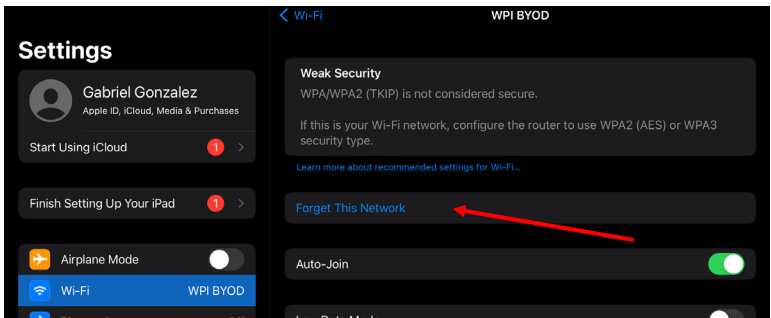 Wi-Fi
WPI BYOD
Settings
Gabriel Gonzalez
Apple ID, iCloud, Media & Purchases
Start Using iCloud
1
Finish Setting Up Your iPad
1
Airplane Mode
Wi-Fi
WPI BYOD
Weak Security
WPA/WPA2 (TKIP) is not considered secure.
If this is your Wi-Fi network, configure the router to use WPA2 (AES) or WPA3
security type.
Learn more about recommended settings for Wi-Fi...
Forget This Network
Auto-Join